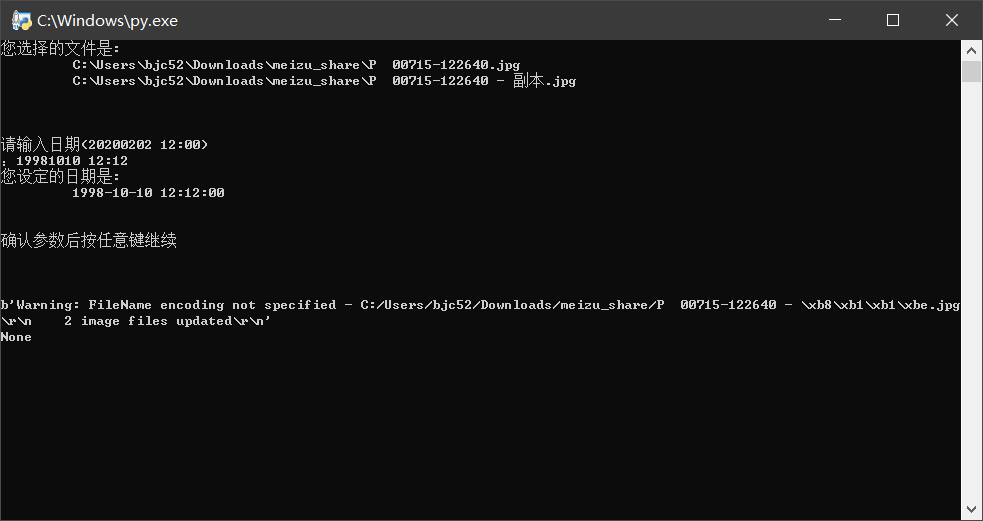 C:\Windows\py.exe
您选择的文件是:
C:\Users\bjc52\Downloads\meizu_share\P  00715-122640.jpg
C:\Users\bjc52\Downloads\meizu_share\P  00715-122640 - 副本.jpg
请输入日期(20200202 12:00)
：19981010 12:12
您设定的日期是:
1998-10-10 12:12:00
确认参数后按任意键继续
b'Warning: FileName encoding not specified - C:/Users/bjc52/Downloads/meizu_share/P  00715-122640 - \xb8\xb1\xb1\xbe.jpg
\r\n    2 image files updated\r\n'
None